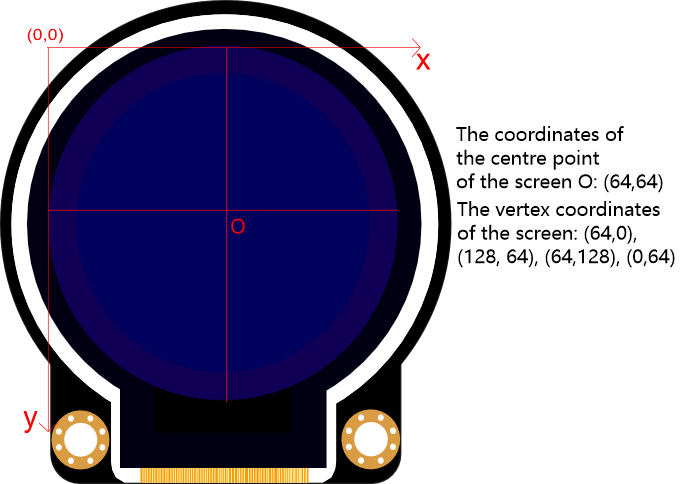 (0,0)
x
The coordinates of
the centre point
of the screen O: (64,64)
The vertex coordinates
of the screen: (64,0),
(128, 64), (64,128), (0,64)
O
y